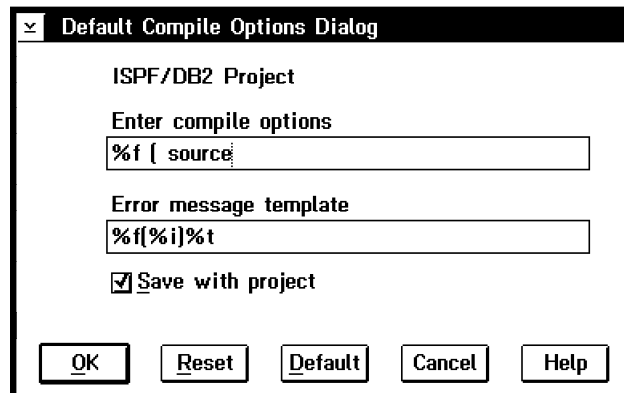 Default Compile Options Dialog
ISPF/DB2 Project
Enter compile options
%f ( source
Error message template
%f(%i)%t
Save with project
OK Reset Default Cancel Help